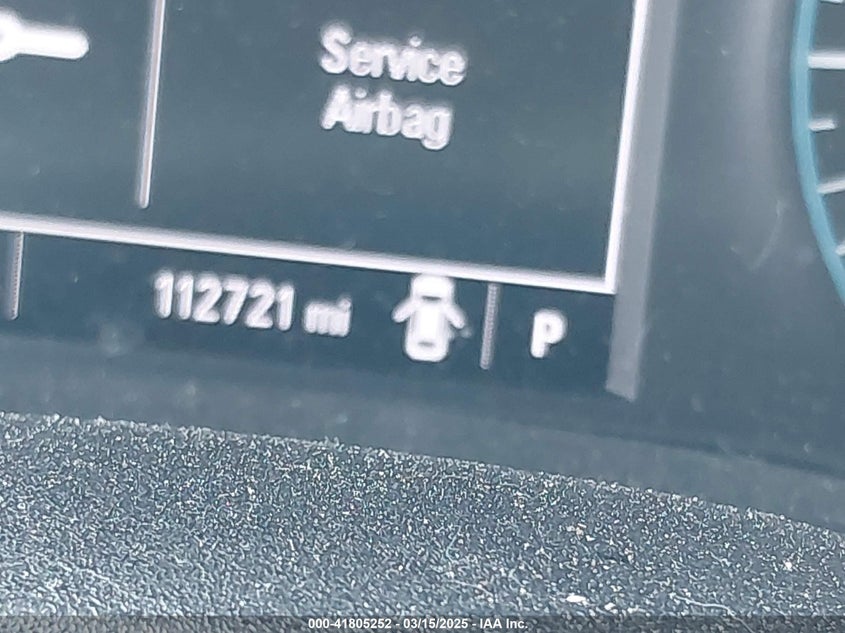 Service
Airbag
112721 mi
P
000-41805252 - 03/15/2025 - IAA Inc.